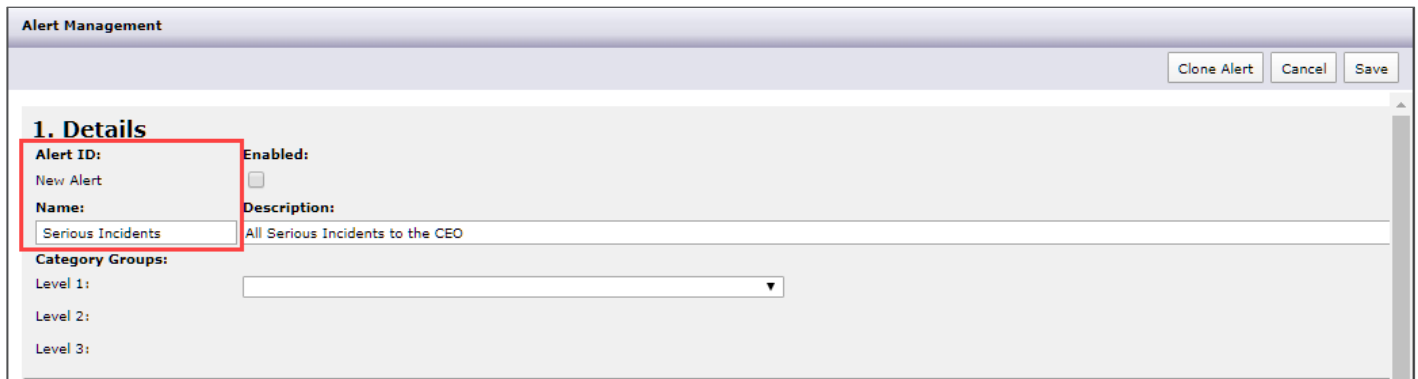 Alert Management
Clone Alert Cancel Save
1. Details
Alert ID: Enabled:
New Alert
Name: Description:
Serious Incidents All Serious Incidents to the CEO
Category Groups:
Level 1:
Level 2:
Level 3: